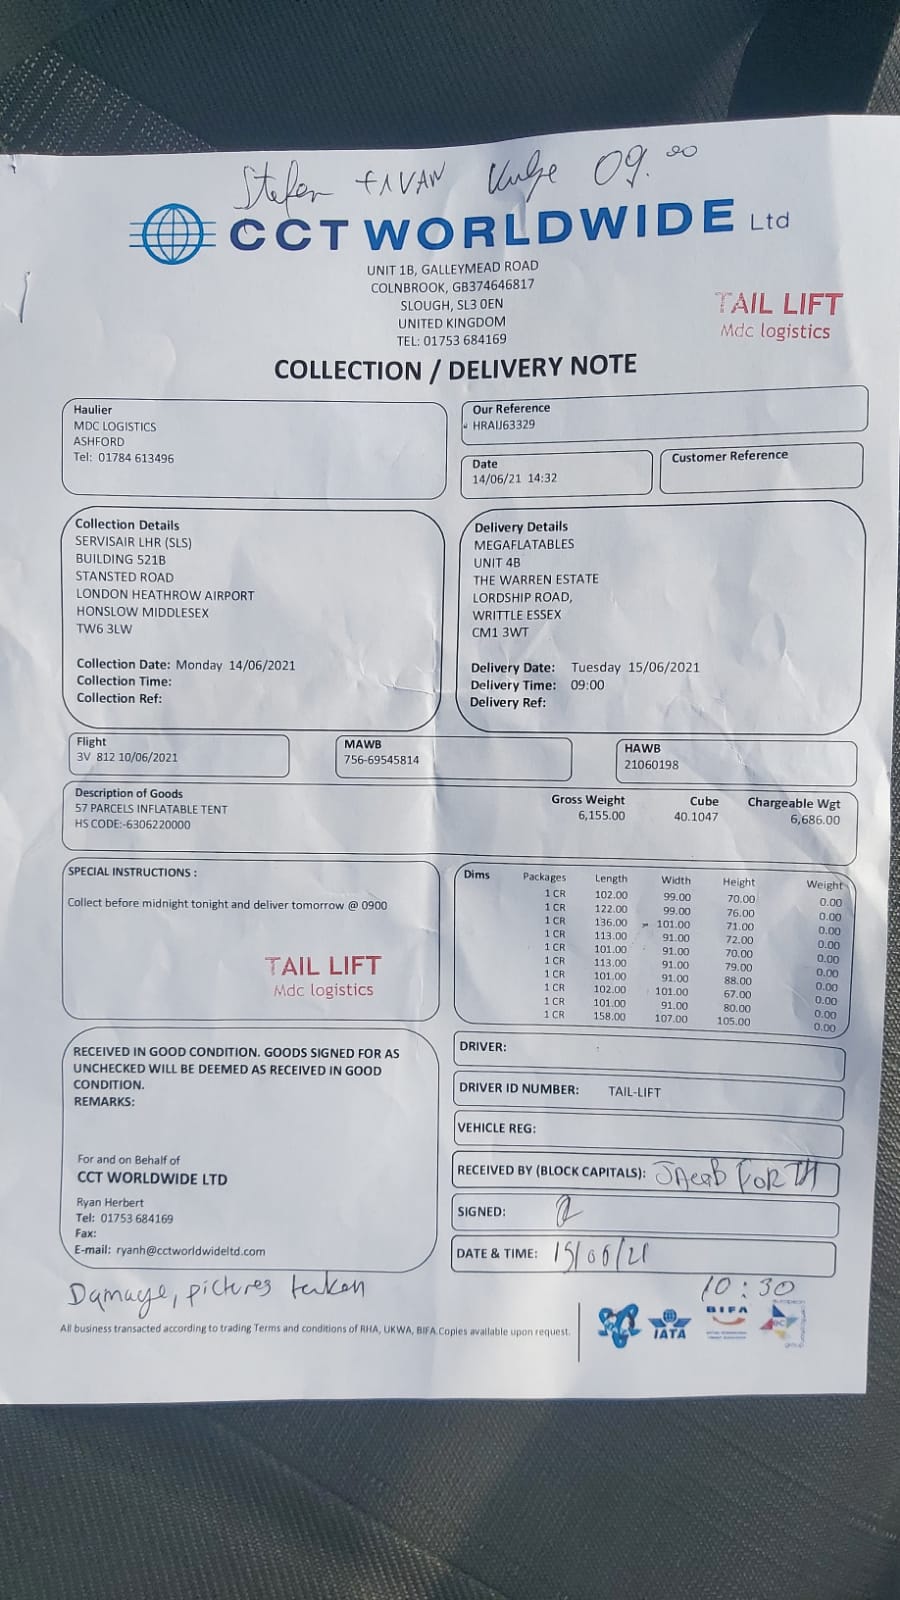 Stefan +1 VAN 09.00
CCT WORLDWIDE Ltd
UNIT 1B, GALLEYMEAD ROAD
COLNBROOK, GB374646817
SLOUGH, SL3 0EN
UNITED KINGDOM
TEL: 01753 684169
TAIL LIFT
Mdc logistics
COLLECTION / DELIVERY NOTE
Haulier
MDC LOGISTICS
ASHFORD
Tel: 01784 613496
Our Reference
HRAIJ63329
Date
14/06/21 14:32
Customer Reference
Collection Details
SERVISAIR LHR (SLS)
BUILDING 521B
STANSTED ROAD
LONDON HEATHROW AIRPORT
HONSLOW MIDDLESEX
TW6 3LW
Collection Date: Monday 14/06/2021
Collection Time:
Collection Ref:
Delivery Details
MEGAFLATABLES
UNIT 4B
THE WARREN ESTATE
LORDSHIP ROAD,
WRITTLE ESSEX
CM1 3WT
Delivery Date: Tuesday 15/06/2021
Delivery Time: 09:00
Delivery Ref:
Flight
3V 812 10/06/2021
MAWB
756-69545814
HAWB
21060198
Description of Goods
57 PARCELS INFLATABLE TENT
HS CODE:-6306220000
Gross Weight Cube Chargeable Wgt
6,155.00 40.1047 6,686.00
SPECIAL INSTRUCTIONS :
Collect before midnight tonight and deliver tomorrow @ 0900
TAIL LIFT
Mdc logistics
Dims Packages Length Width Height Weight
1 CR 102.00 99.00 70.00 0.00
1 CR 122.00 99.00 76.00 0.00
1 CR 136.00 101.00 71.00 0.00
1 CR 113.00 91.00 72.00 0.00
1 CR 101.00 91.00 70.00 0.00
1 CR 113.00 91.00 79.00 0.00
1 CR 101.00 91.00 88.00 0.00
1 CR 102.00 101.00 67.00 0.00
1 CR 101.00 91.00 80.00 0.00
1 CR 158.00 107.00 105.00 0.00
RECEIVED IN GOOD CONDITION. GOODS SIGNED FOR AS
UNCHECKED WILL BE DEEMED AS RECEIVED IN GOOD
CONDITION.
REMARKS:
For and on Behalf of
CCT WORLDWIDE LTD
Ryan Herbert
Tel: 01753 684169
Fax:
E-mail: ryanh@cctworldwideltd.com
DRIVER:
DRIVER ID NUMBER: TAIL-LIFT
VEHICLE REG:
RECEIVED BY (BLOCK CAPITALS): JACOB FORTH
SIGNED:
DATE & TIME: 15/06/21
10:30
Damage, pictures taken
All business transacted according to trading Terms and conditions of RHA, UKWA, BIFA.Copies available upon request.
IATA
BIFA